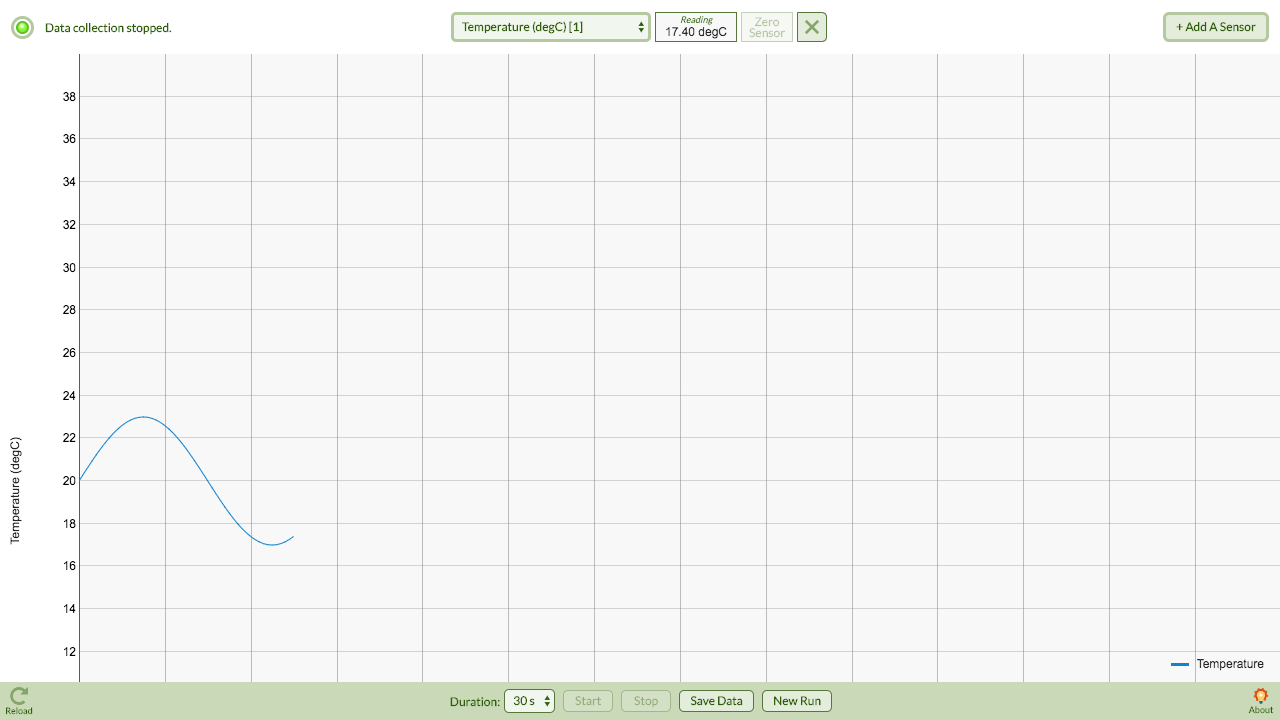 Data collection stopped.
Temperature (degC) [1]
Reading
17.40 degC
Zero
Sensor
+ Add A Sensor
38
36
34
32
30
28
26
24
22
20
18
16
14
12
Temperature (degC)
Temperature
Reload
Duration:
30 s
Start
Stop
Save Data
New Run
About